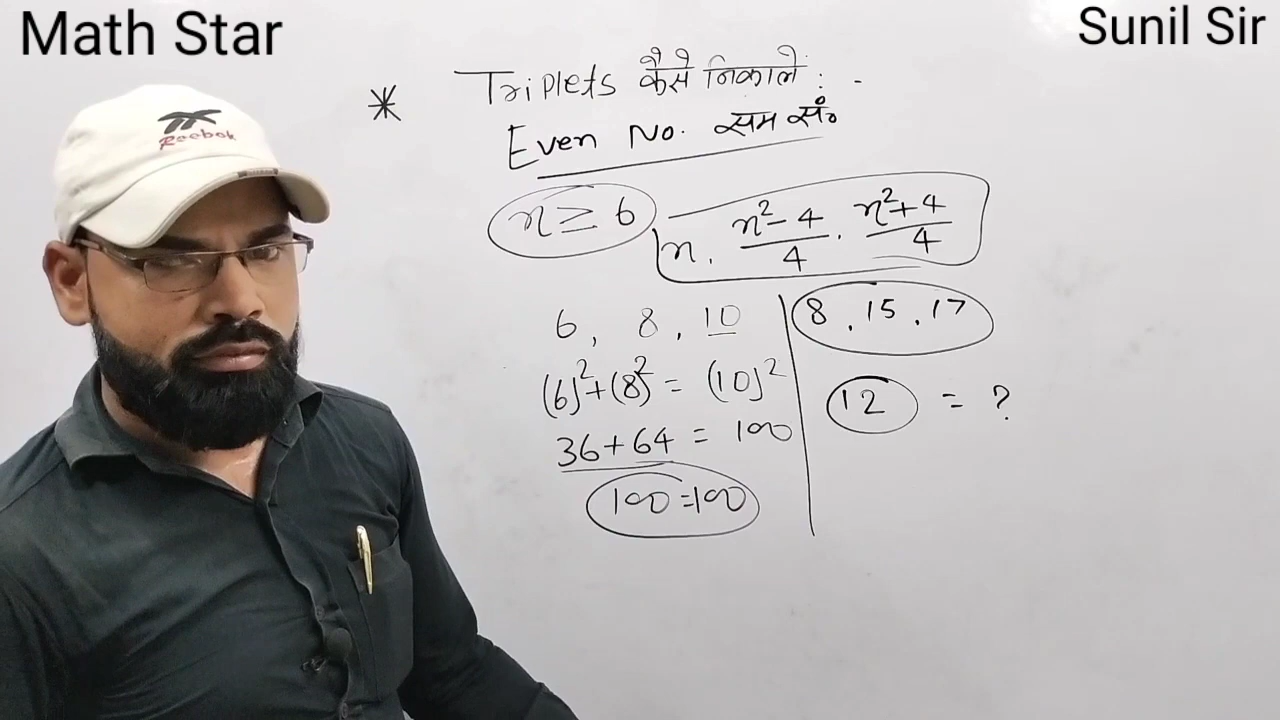 Math Star
Sunil Sir
Reebok
* Triplets कैसे निकाले : -
Even No. सम सं०
n ≥ 6
n, n²-4/4, n²+4/4
6, 8, 10
(6)²+(8)² = (10)²
36+64 = 100
100=100
8, 15, 17
12 = ?